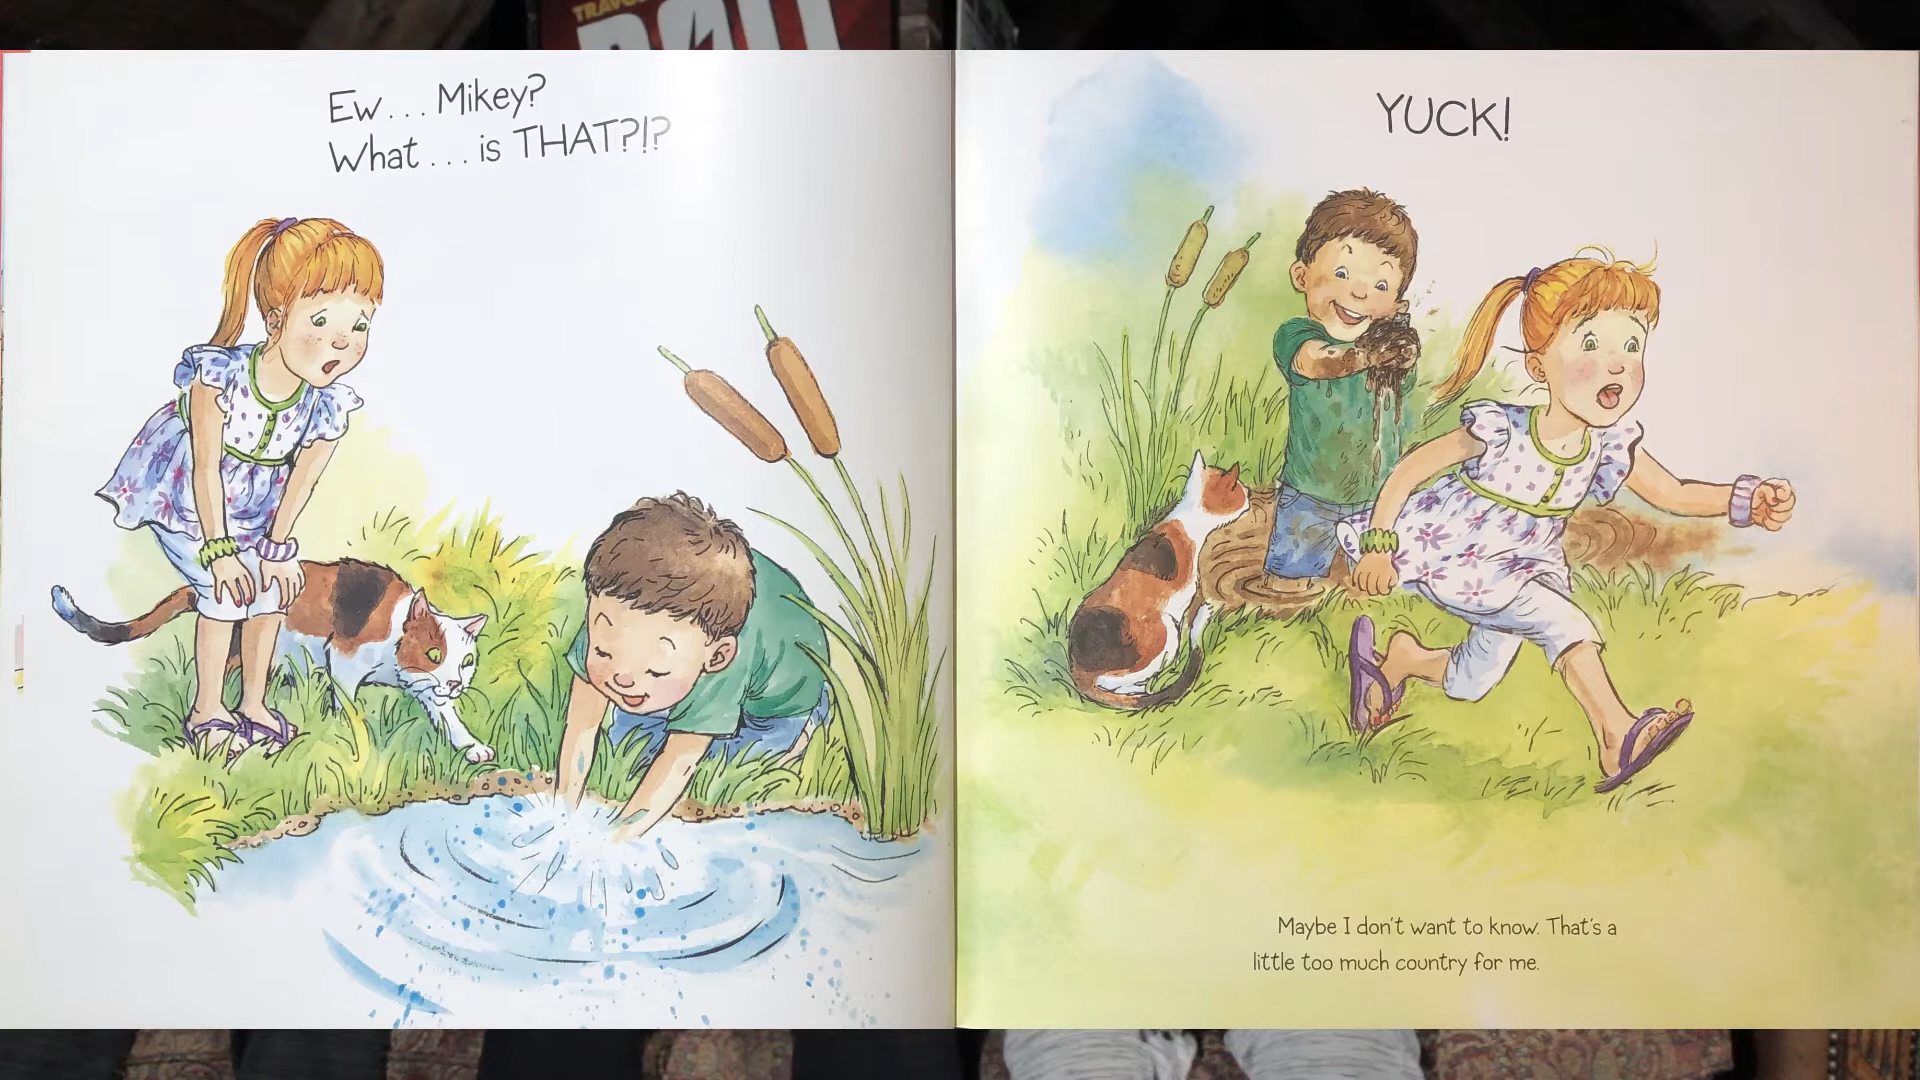 Ew... Mikey?
What... is THAT?!?
YUCK!
Maybe I don't want to know. That's a
little too much country for me.